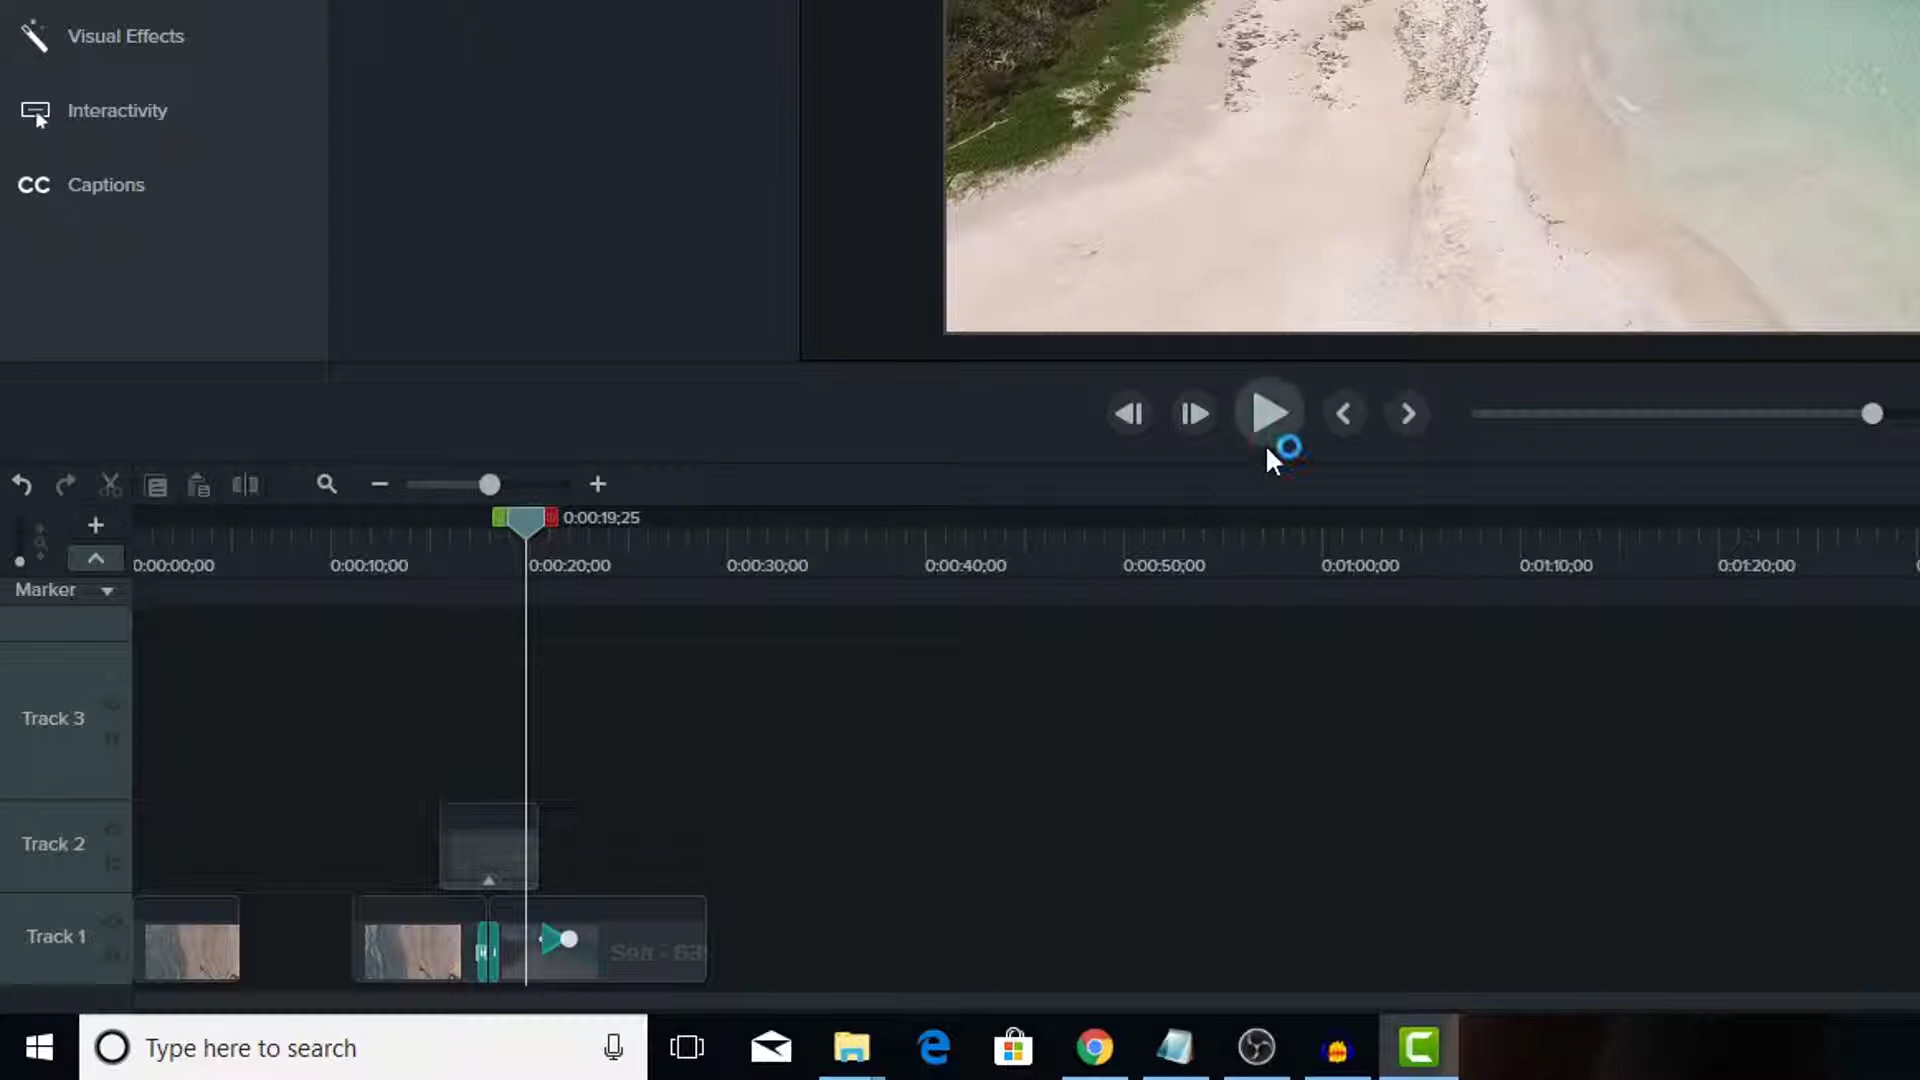 Visual Effects
Interactivity
CC Captions
0:00:19;25
0:00:00;00 0:00:10;00 0:00:20;00 0:00:30;00 0:00:40;00 0:00:50;00 0:01:00;00 0:01:10;00 0:01:20;00
Marker
Track 3
Track 2
Track 1
Type here to search